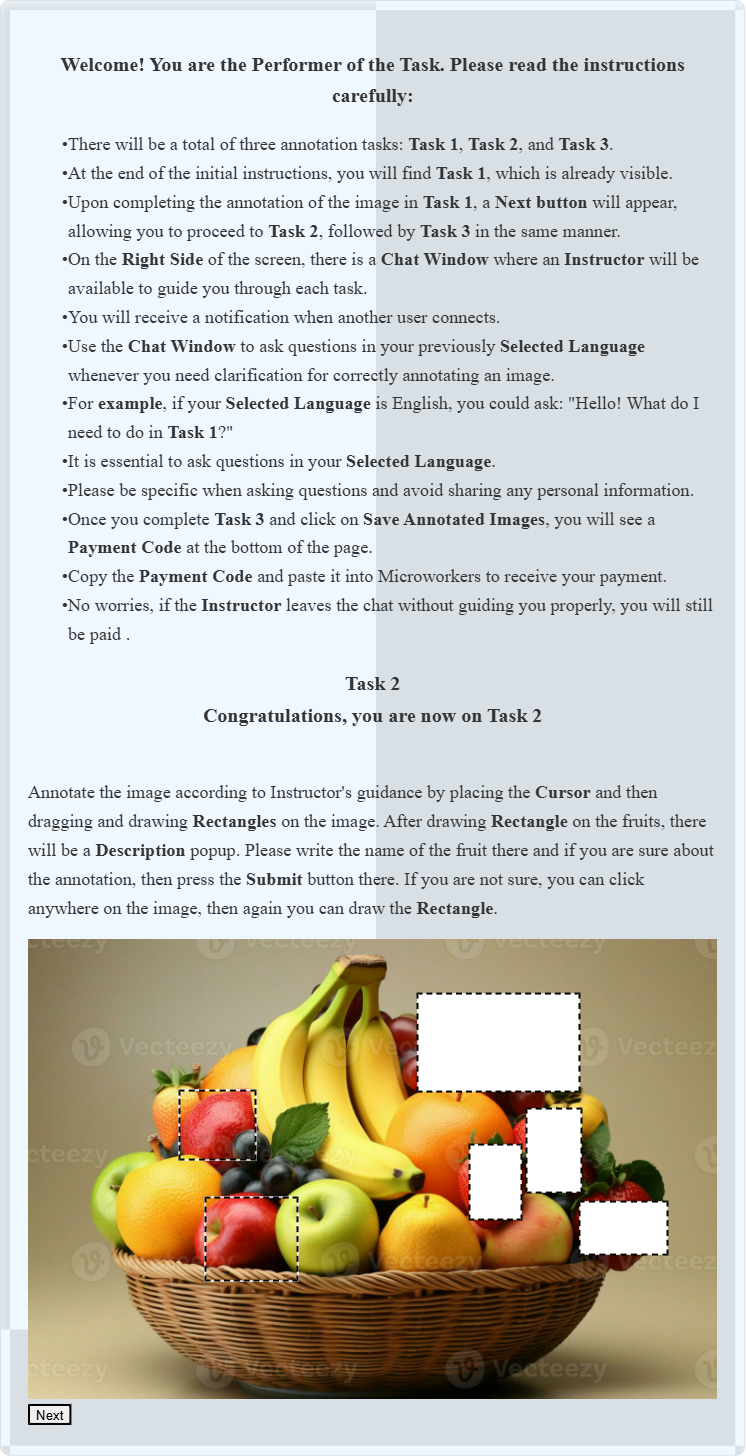 Welcome! You are the Performer of the Task. Please read the instructions
carefully:
•There will be a total of three annotation tasks: Task 1, Task 2, and Task 3.
•At the end of the initial instructions, you will find Task 1, which is already visible.
•Upon completing the annotation of the image in Task 1, a Next button will appear,
allowing you to proceed to Task 2, followed by Task 3 in the same manner.
•On the Right Side of the screen, there is a Chat Window where an Instructor will be
available to guide you through each task.
•You will receive a notification when another user connects.
•Use the Chat Window to ask questions in your previously Selected Language
whenever you need clarification for correctly annotating an image.
•For example, if your Selected Language is English, you could ask: "Hello! What do I
need to do in Task 1?"
•It is essential to ask questions in your Selected Language.
•Please be specific when asking questions and avoid sharing any personal information.
•Once you complete Task 3 and click on Save Annotated Images, you will see a
Payment Code at the bottom of the page.
•Copy the Payment Code and paste it into Microworkers to receive your payment.
•No worries, if the Instructor leaves the chat without guiding you properly, you will still
be paid .
Task 2
Congratulations, you are now on Task 2
Annotate the image according to Instructor's guidance by placing the Cursor and then
dragging and drawing Rectangles on the image. After drawing Rectangle on the fruits, there
will be a Description popup. Please write the name of the fruit there and if you are sure about
the annotation, then press the Submit button there. If you are not sure, you can click
anywhere on the image, then again you can draw the Rectangle.
Vecteezy Vecteezy
Vecteezy Vecteezy Vecteezy
Vecteezy Vecteezy
Next